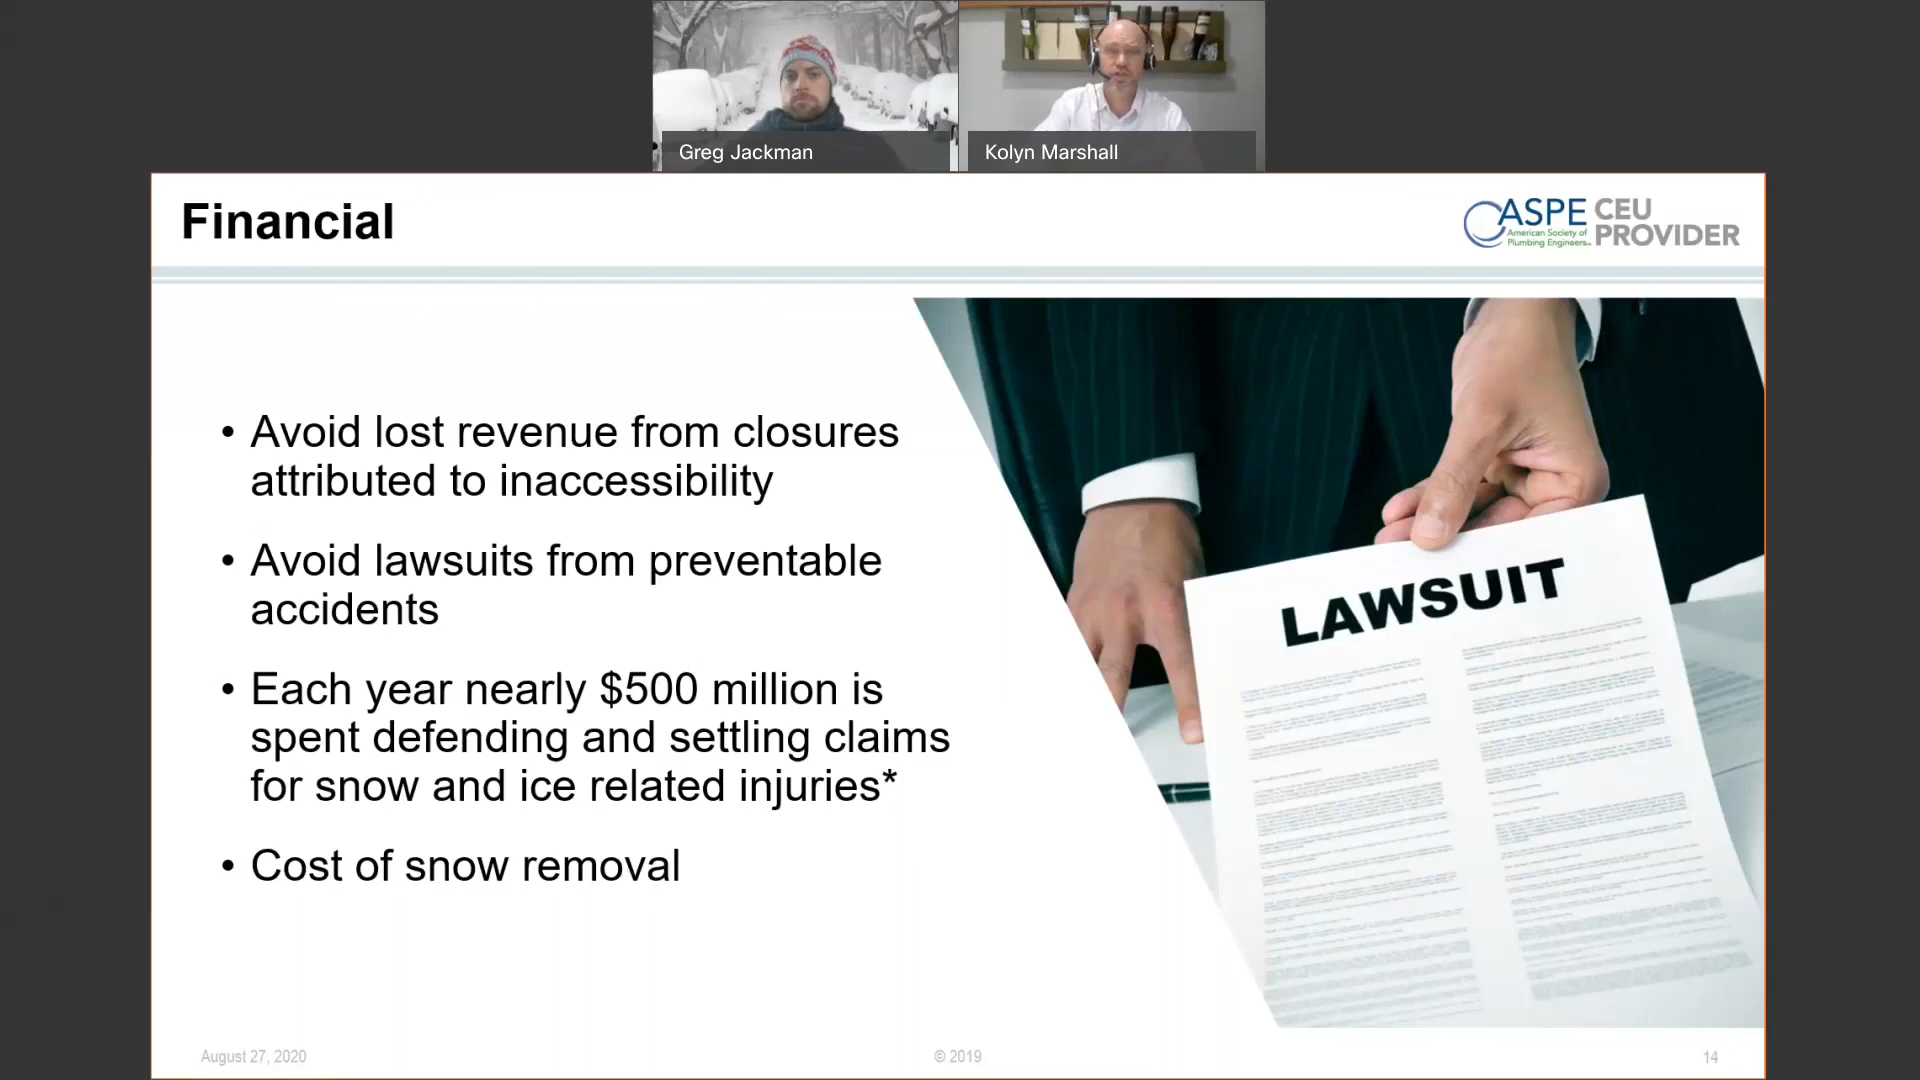 Greg Jackman
Kolyn Marshall
Financial
ASPE CEU
American Society of
Plumbing Engineers
PROVIDER
• Avoid lost revenue from closures
attributed to inaccessibility
• Avoid lawsuits from preventable
accidents
• Each year nearly $500 million is
spent defending and settling claims
for snow and ice related injuries*
• Cost of snow removal
LAWSUIT
August 27, 2020
© 2019
14